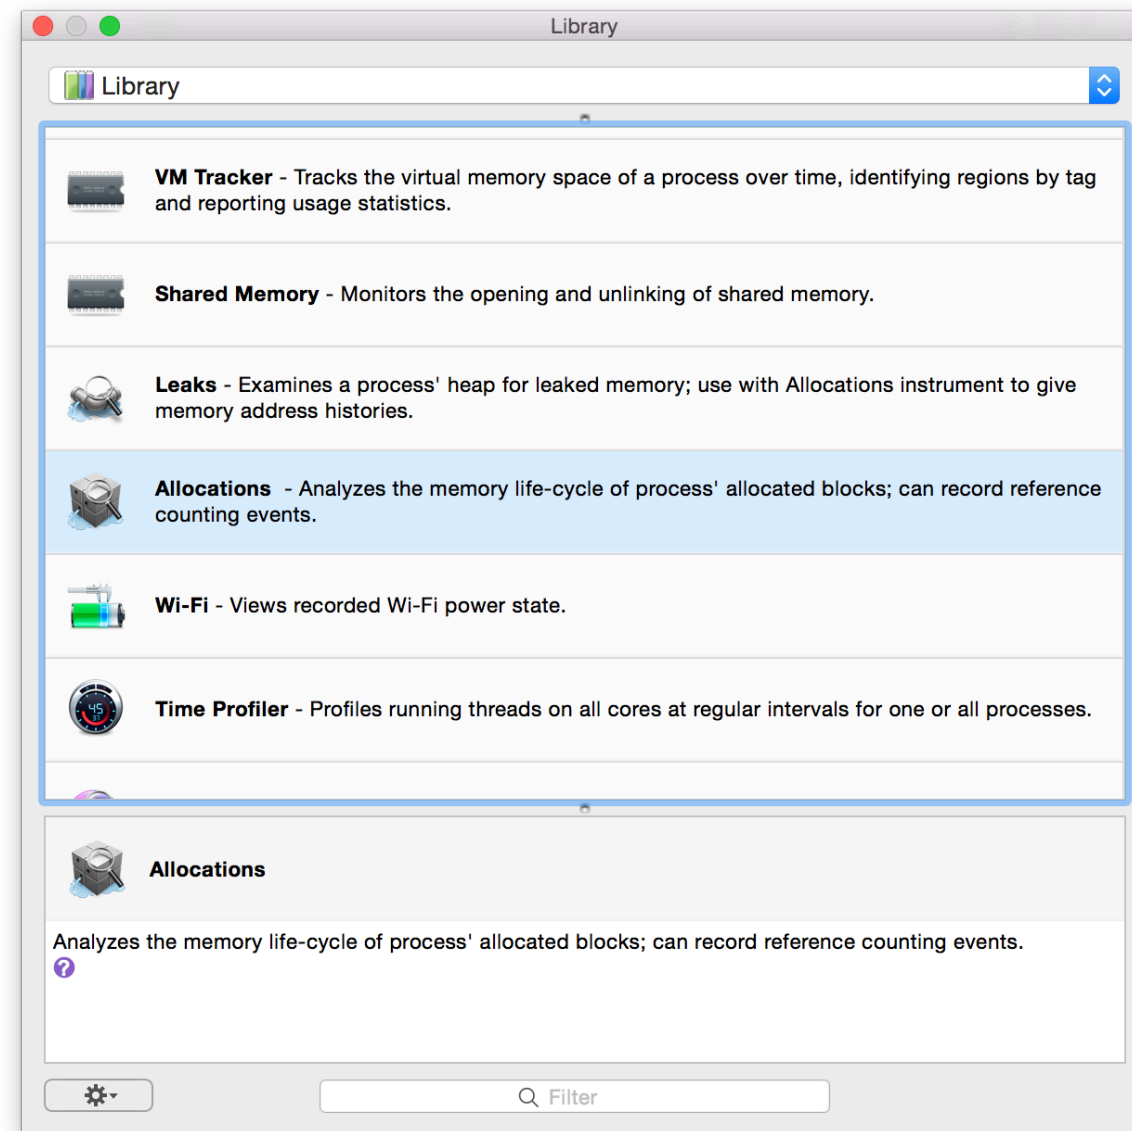 Library
Library
VM Tracker - Tracks the virtual memory space of a process over time, identifying regions by tag
and reporting usage statistics.
Shared Memory - Monitors the opening and unlinking of shared memory.
Leaks - Examines a process' heap for leaked memory; use with Allocations instrument to give
memory address histories.
Allocations - Analyzes the memory life-cycle of process' allocated blocks; can record reference
counting events.
Wi-Fi - Views recorded Wi-Fi power state.
Time Profiler - Profiles running threads on all cores at regular intervals for one or all processes.
Allocations
Analyzes the memory life-cycle of process' allocated blocks; can record reference counting events.
?
Filter